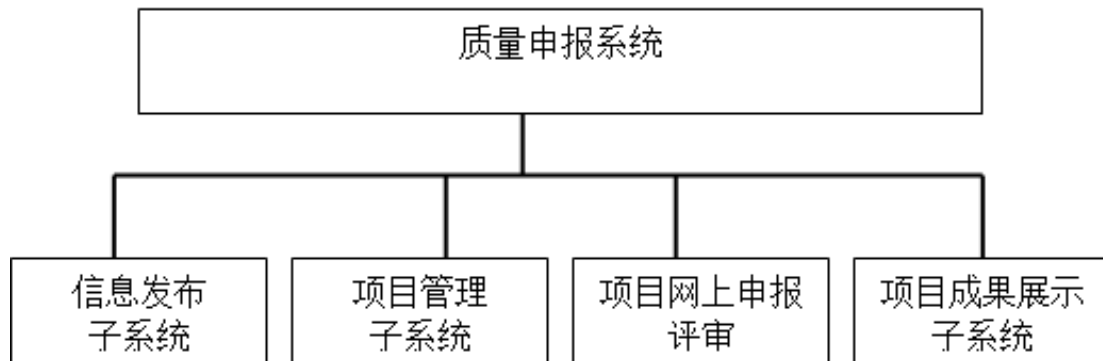 质量申报系统
信息发布
子系统
项目管理
子系统
项目网上申报
评审
项目成果展示
子系统